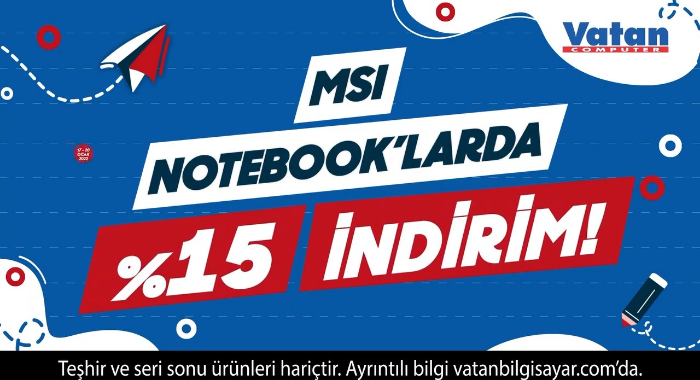 Vatan
COMPUTER
MSI
NOTEBOOK'LARDA
%15 İNDİRİM!
Teşhir ve seri sonu ürünleri hariçtir. Ayrıntılı bilgi vatanbilgisayar.com'da.